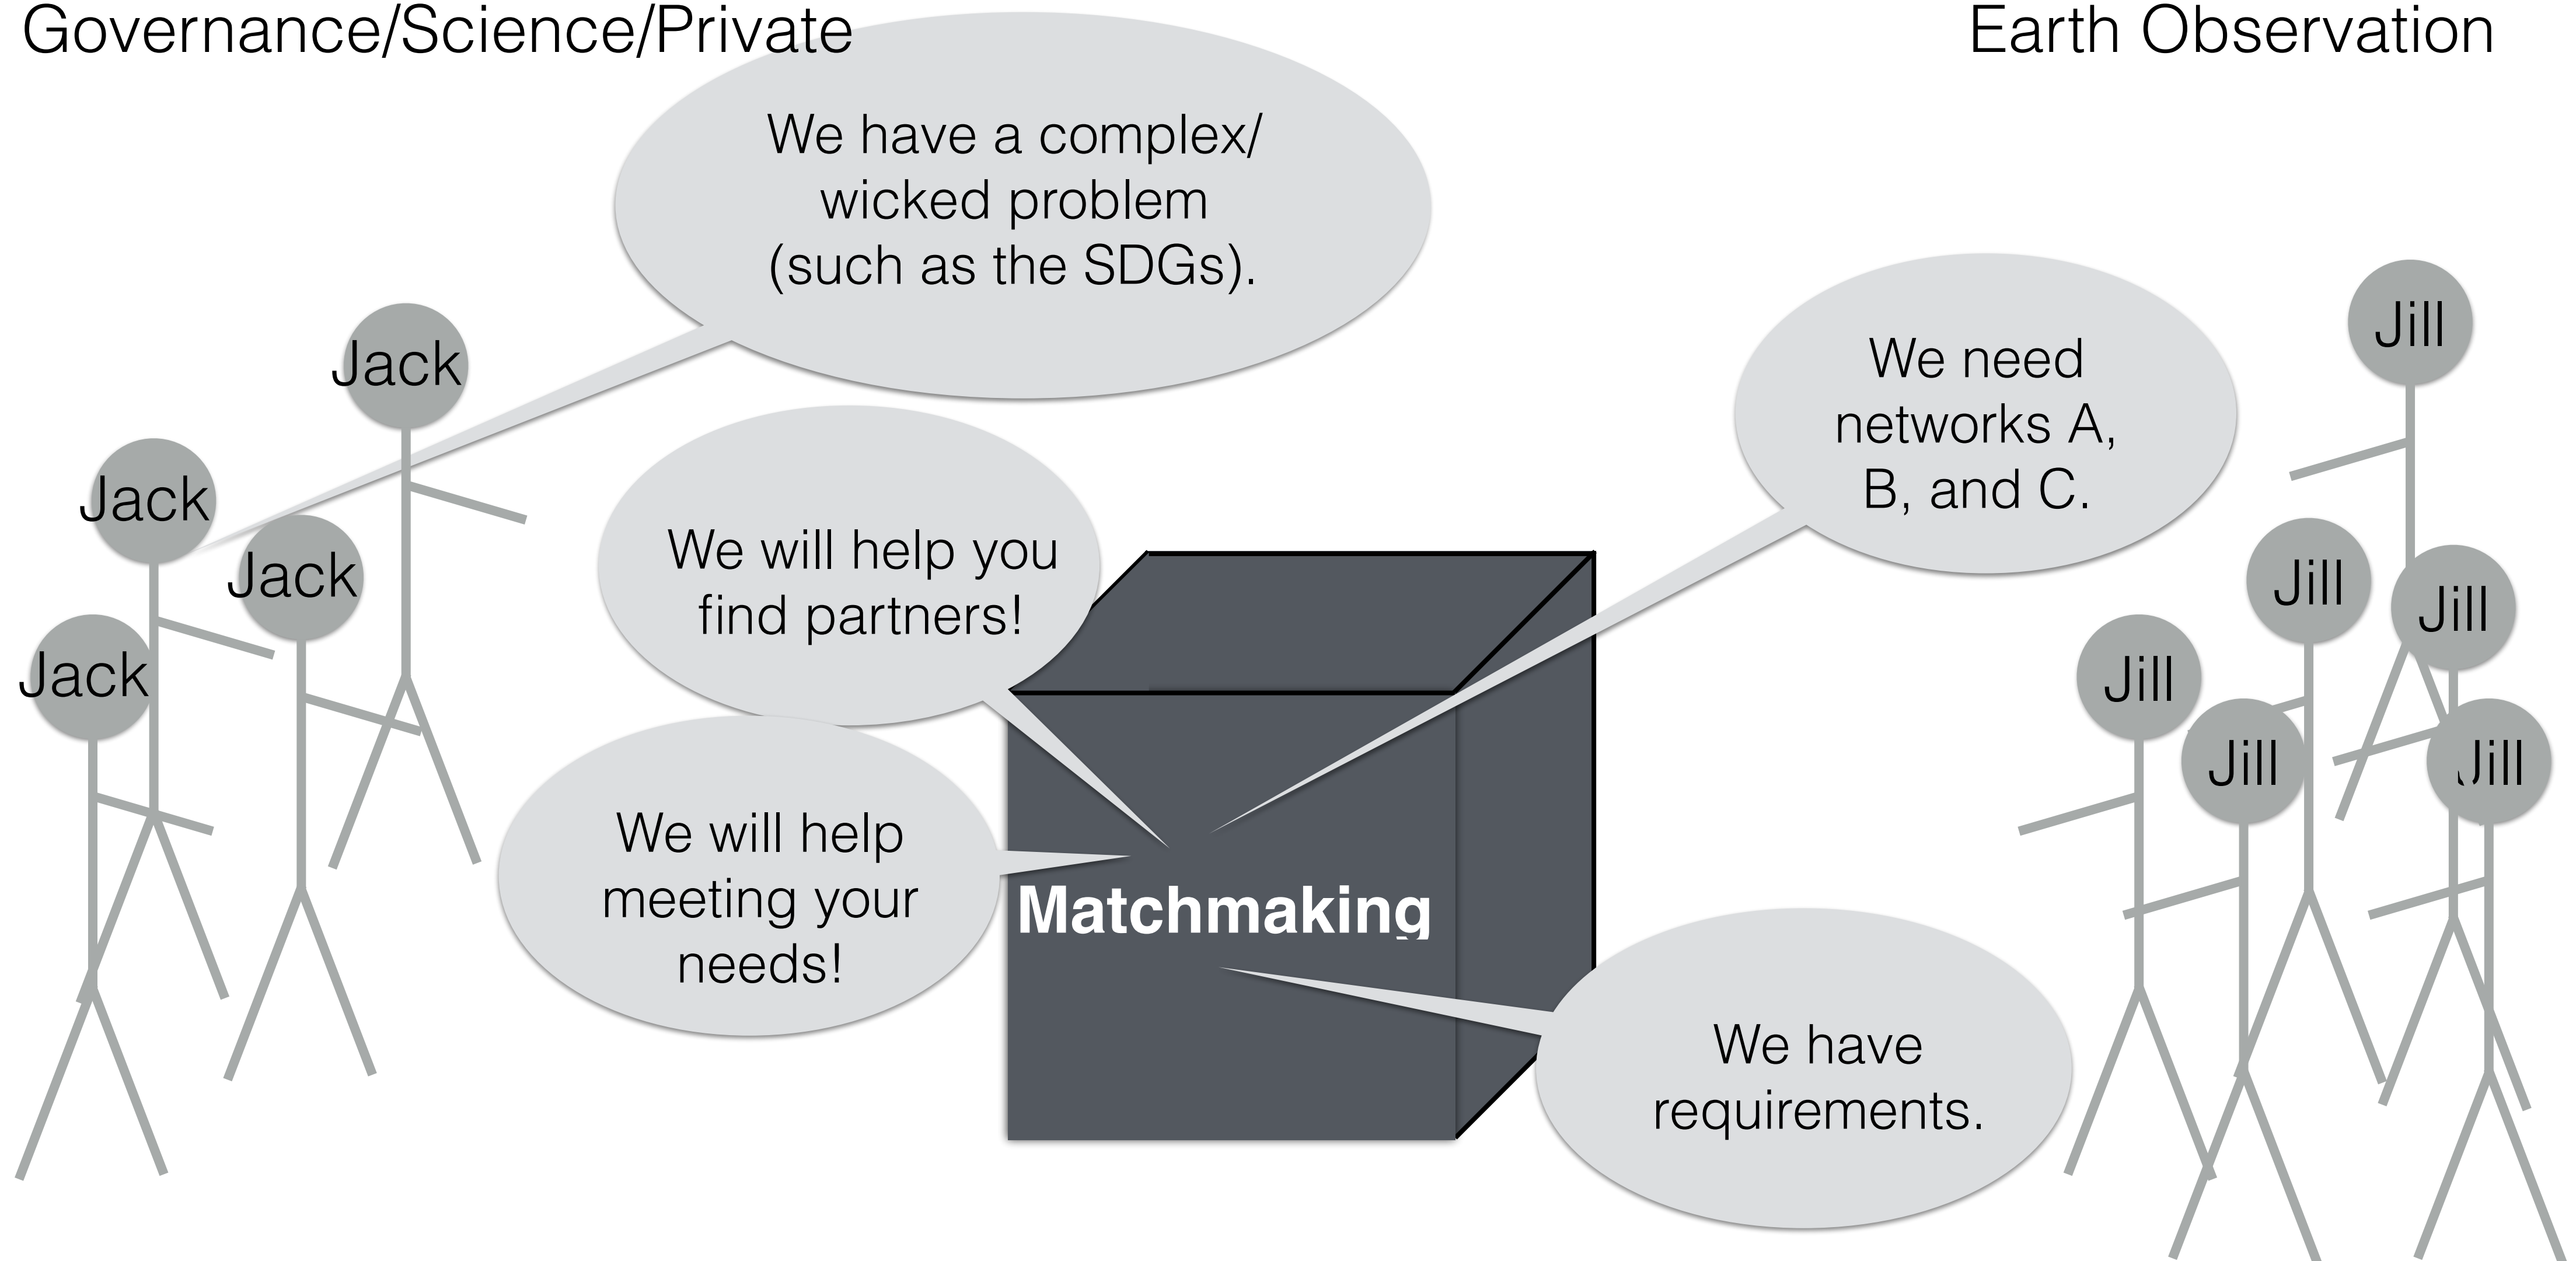 Governance/Science/Private
Earth Observation
We have a complex/
wicked problem
(such as the SDGs).
Jack
Jack
Jack
Jack
We will help you
find partners!
We will help
meeting your
needs!
Matchmaking
We need
networks A,
B, and C.
We have
requirements.
Jill
Jill
Jill
Jill
Jill
Jill